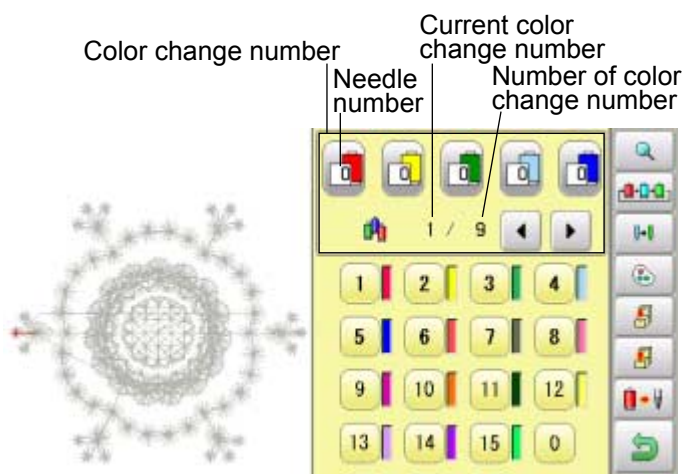 Current color
change number
Color change number
Needle
number
Number of color
change number
0 0 0 0 0
1 / 9
1 2 3 4
5 6 7 8
9 10 11 12
13 14 15 0